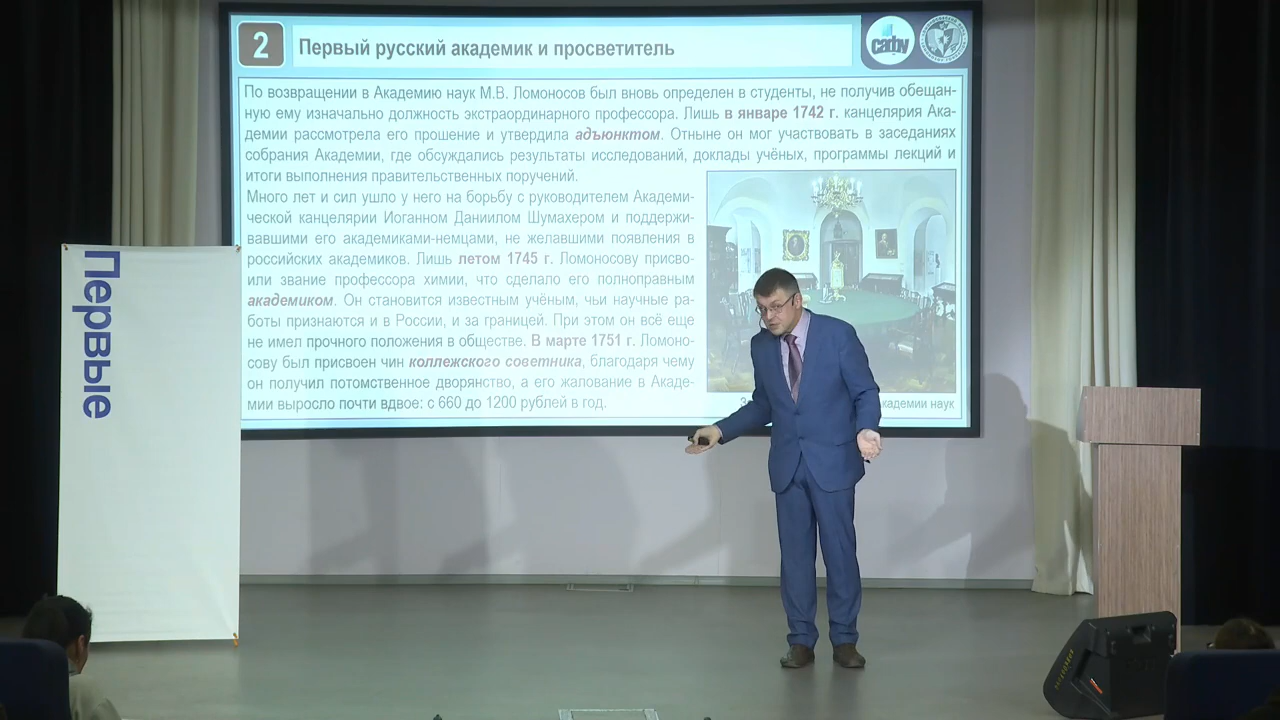 2
Первый русский академик и просветитель
сафу
По возвращении в Академию наук М.В. Ломоносов был вновь определен в студенты, не получив обещан-
ную ему изначально должность экстраординарного профессора. Лишь в январе 1742 г. канцелярия Ака-
демии рассмотрела его прошение и утвердила адъюнктом. Отныне он мог участвовать в заседаниях
собрания Академии, где обсуждались результаты исследований, доклады учёных, программы лекций и
итоги выполнения правительственных поручений.
Много лет и сил ушло у него на борьбу с руководителем Академи-
ческой канцелярии Иоганном Даниилом Шумахером и поддержи-
вавшими его академиками-немцами, не желавшими появления в
российских академиков. Лишь летом 1745 г. Ломоносову присво-
или звание профессора химии, что сделало его полноправным
академиком. Он становится известным учёным, чьи научные ра-
боты признаются и в России, и за границей. При этом он всё еще
не имел прочного положения в обществе. В марте 1751 г. Ломоно-
сову был присвоен чин коллежского советника, благодаря чему
он получил потомственное дворянство, а его жалование в Акаде-
мии выросло почти вдвое: с 660 до 1200 рублей в год.
академии наук
Первые